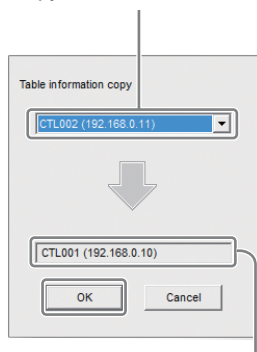 Table information copy
CTL002 (192.168.0.11)
CTL001 (192.168.0.10)
OK Cancel